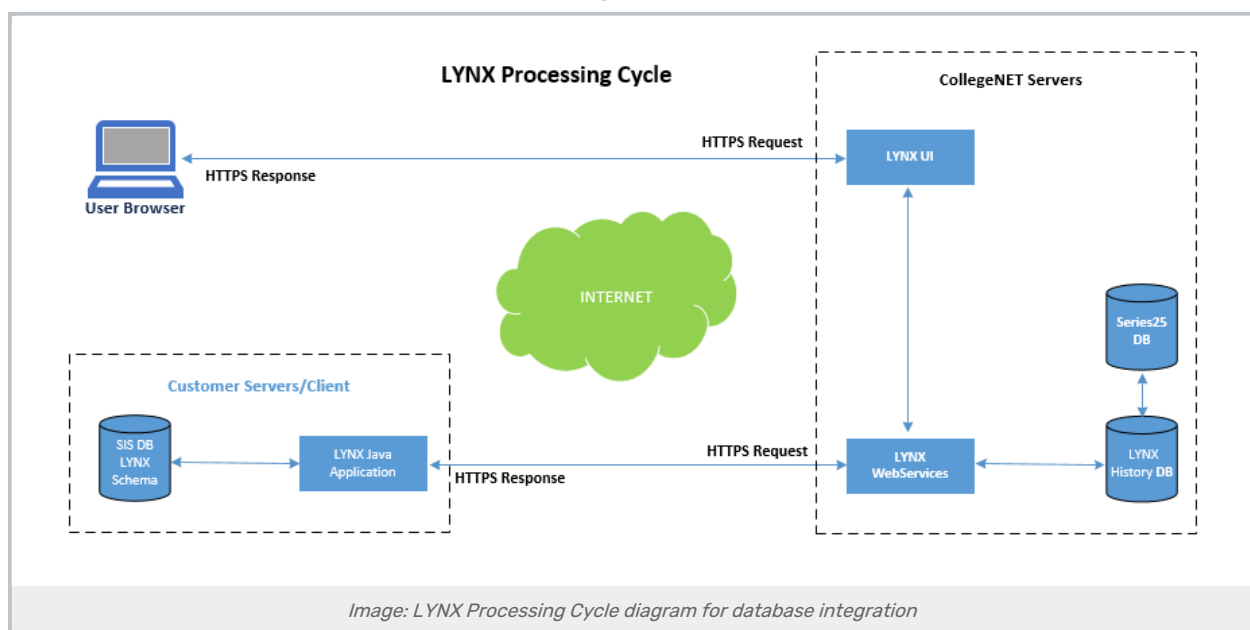 LYNX Processing Cycle
CollegeNET Servers
HTTPS Request
LYNX UI
HTTPS Response
User Browser
INTERNET
Series25
DB
Customer Servers/Client
SIS DB
LYNX
Schema
LYNX Java
Application
HTTPS Request
HTTPS Response
LYNX
WebServices
LYNX
History DB
Image: LYNX Processing Cycle diagram for database integration